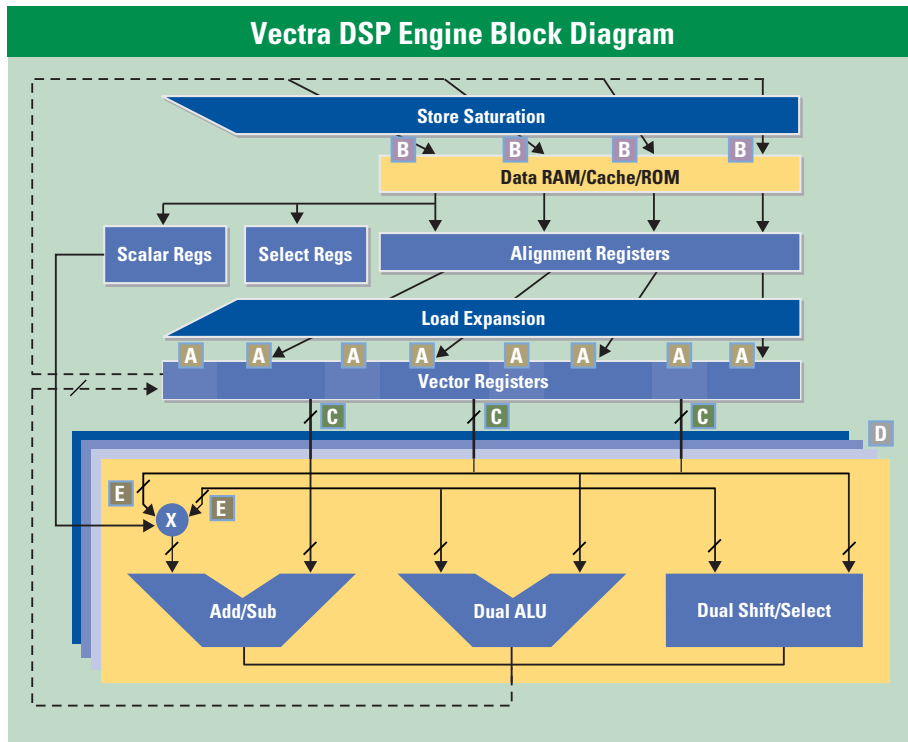 Vectra DSP Engine Block Diagram
Store Saturation
B B B B
Data RAM/Cache/ROM
Scalar Regs Select Regs Alignment Registers
Load Expansion
A A A A A A A A
Vector Registers
C C C
D
E E
X
Add/Sub Dual ALU Dual Shift/Select